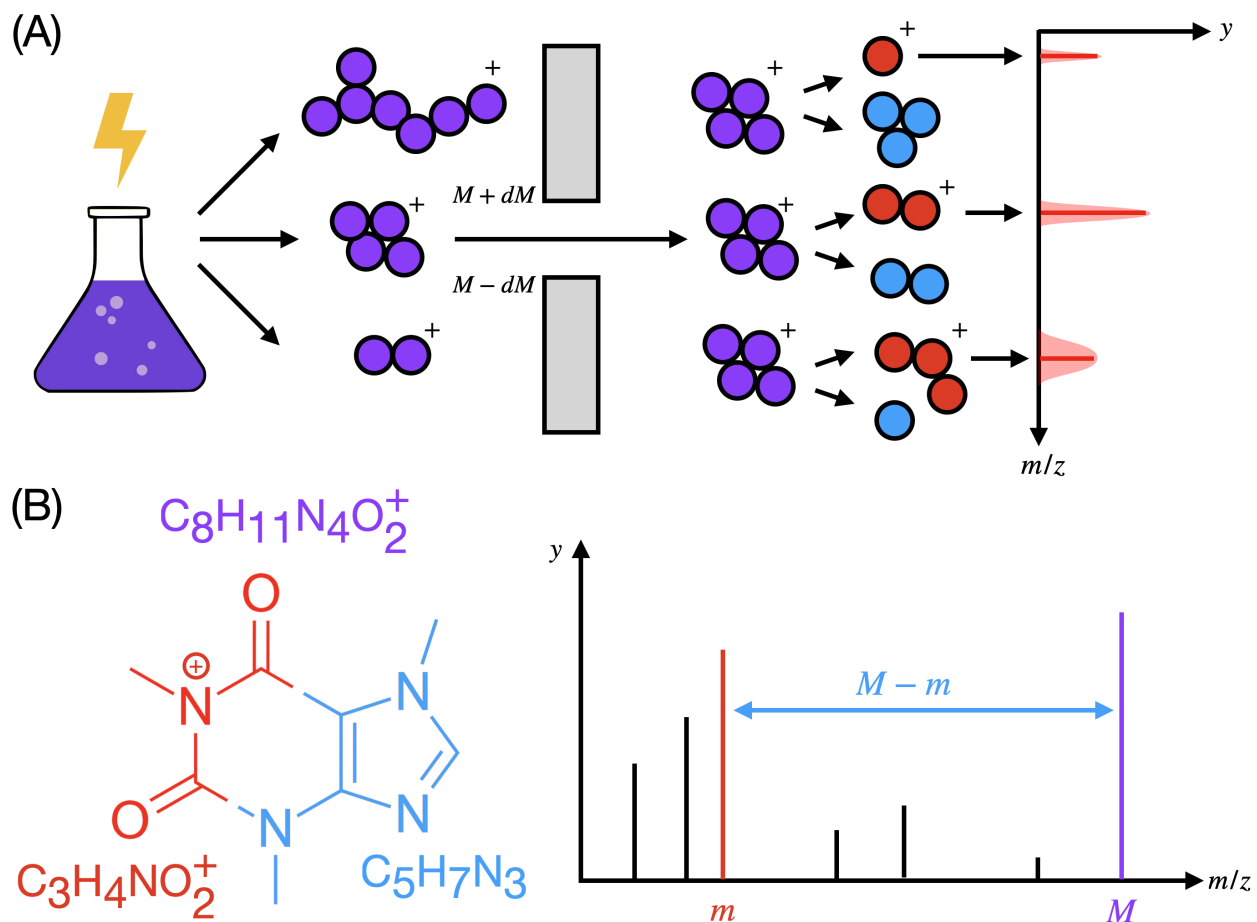 (A)
+
+
+
M + dM
M − dM
+
+
+
+
+
+
y
m/z
(B)
C₈H₁₁N₄O₂⁺
O
N
⊕
O
N
N
N
C₃H₄NO₂⁺
C₅H₇N₃
y
M − m
m/z
m
M